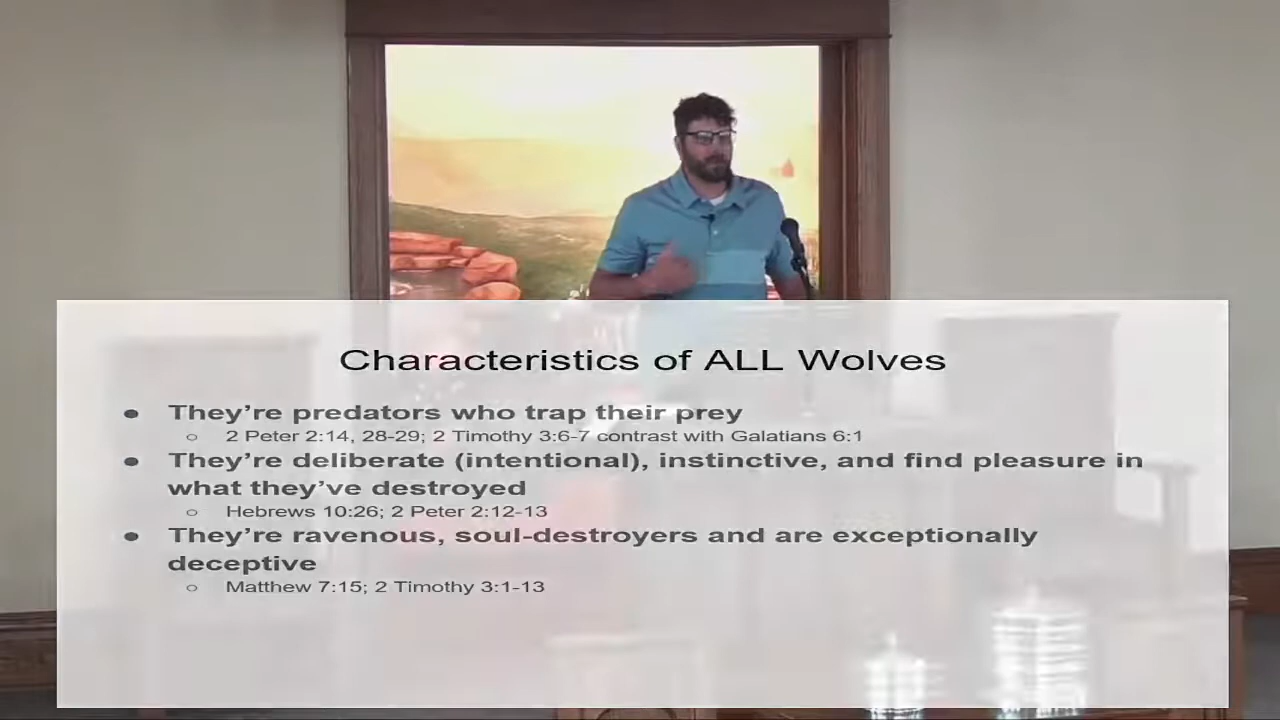 Characteristics of ALL Wolves
● They're predators who trap their prey
○ 2 Peter 2:14, 28-29; 2 Timothy 3:6-7 contrast with Galatians 6:1
● They're deliberate (intentional), instinctive, and find pleasure in
what they've destroyed
○ Hebrews 10:26; 2 Peter 2:12-13
● They're ravenous, soul-destroyers and are exceptionally
deceptive
○ Matthew 7:15; 2 Timothy 3:1-13